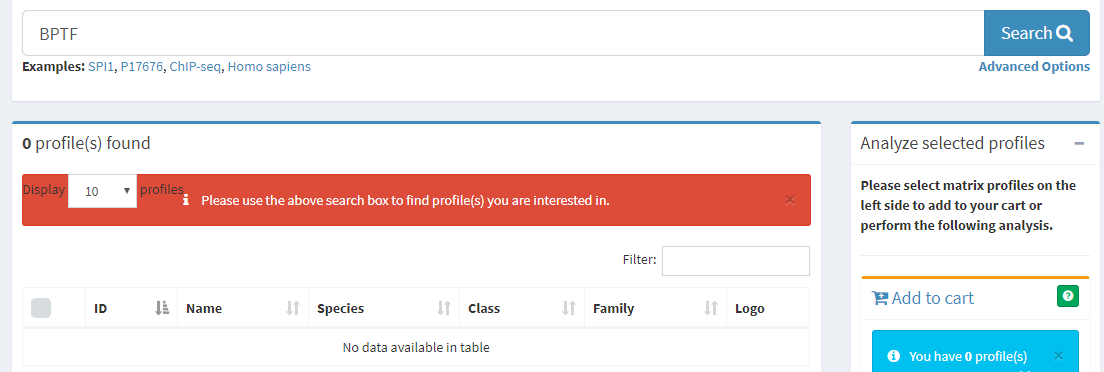 BPTF
Search
Examples: SPI1, P17676, ChIP-seq, Homo sapiens
Advanced Options
0 profile(s) found
Display 10 profiles
Please use the above search box to find profile(s) you are interested in.
×
Filter:
ID Name Species Class Family Logo
No data available in table
Analyze selected profiles
Please select matrix profiles on the
left side to add to your cart or
perform the following analysis.
Add to cart
You have 0 profile(s)
×